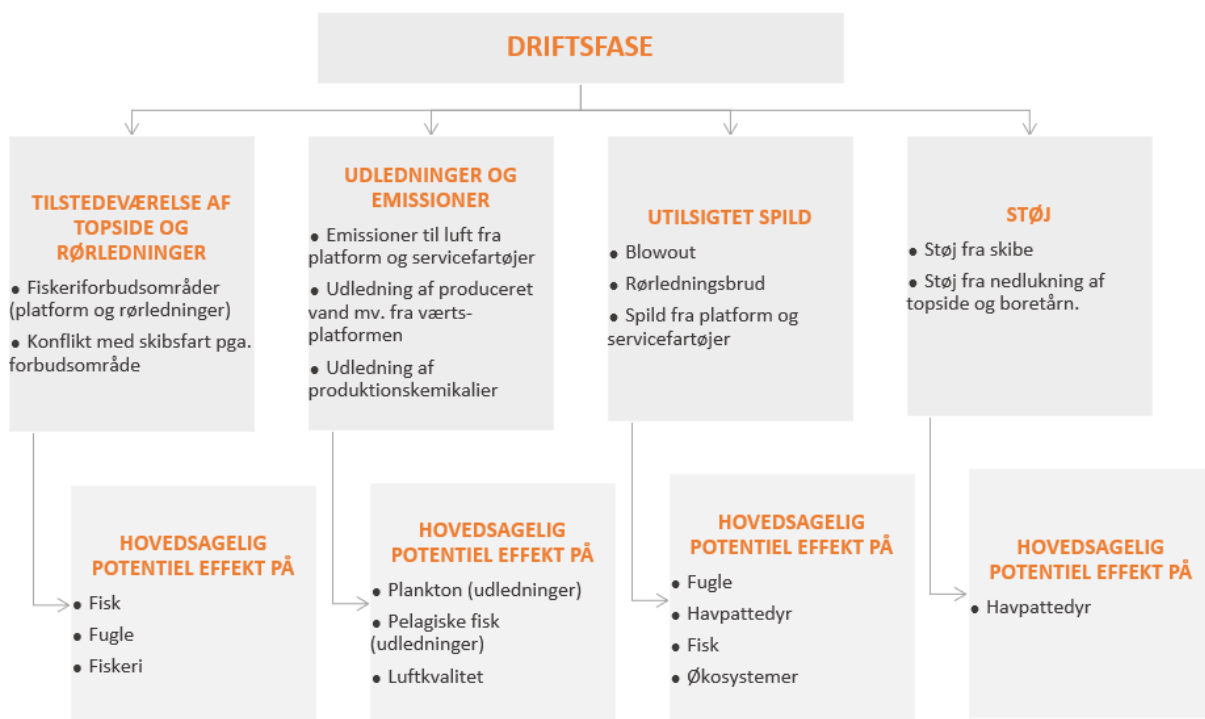 DRIFTSFASE
TILSTEDEVÆRELSE AF
TOPSIDE OG
RØRLEDNINGER
● Fiskeriforbudsområder
(platform og rørledninger)
● Konflikt med skibsfart pga.
forbudsområde
UDLEDNINGER OG
EMISSIONER
● Emissioner til luft fra
platform og servicefartøjer
● Udledning af produceret
vand mv. fra værts-
platformen
● Udledning af
produktionskemikalier
UTILSIGTET SPILD
● Blowout
● Rørledningsbrud
● Spild fra platform og
servicefartøjer
STØJ
● Støj fra skibe
● Støj fra nedlukning af
topside og boretårn.
HOVEDSAGELIG
POTENTIEL EFFEKT PÅ
● Fisk
● Fugle
● Fiskeri
HOVEDSAGELIG
POTENTIEL EFFEKT PÅ
● Plankton (udledninger)
● Pelagiske fisk
(udledninger)
● Luftkvalitet
HOVEDSAGELIG
POTENTIEL EFFEKT PÅ
● Fugle
● Havpattedyr
● Fisk
● Økosystemer
HOVEDSAGELIG
POTENTIEL EFFEKT PÅ
● Havpattedyr